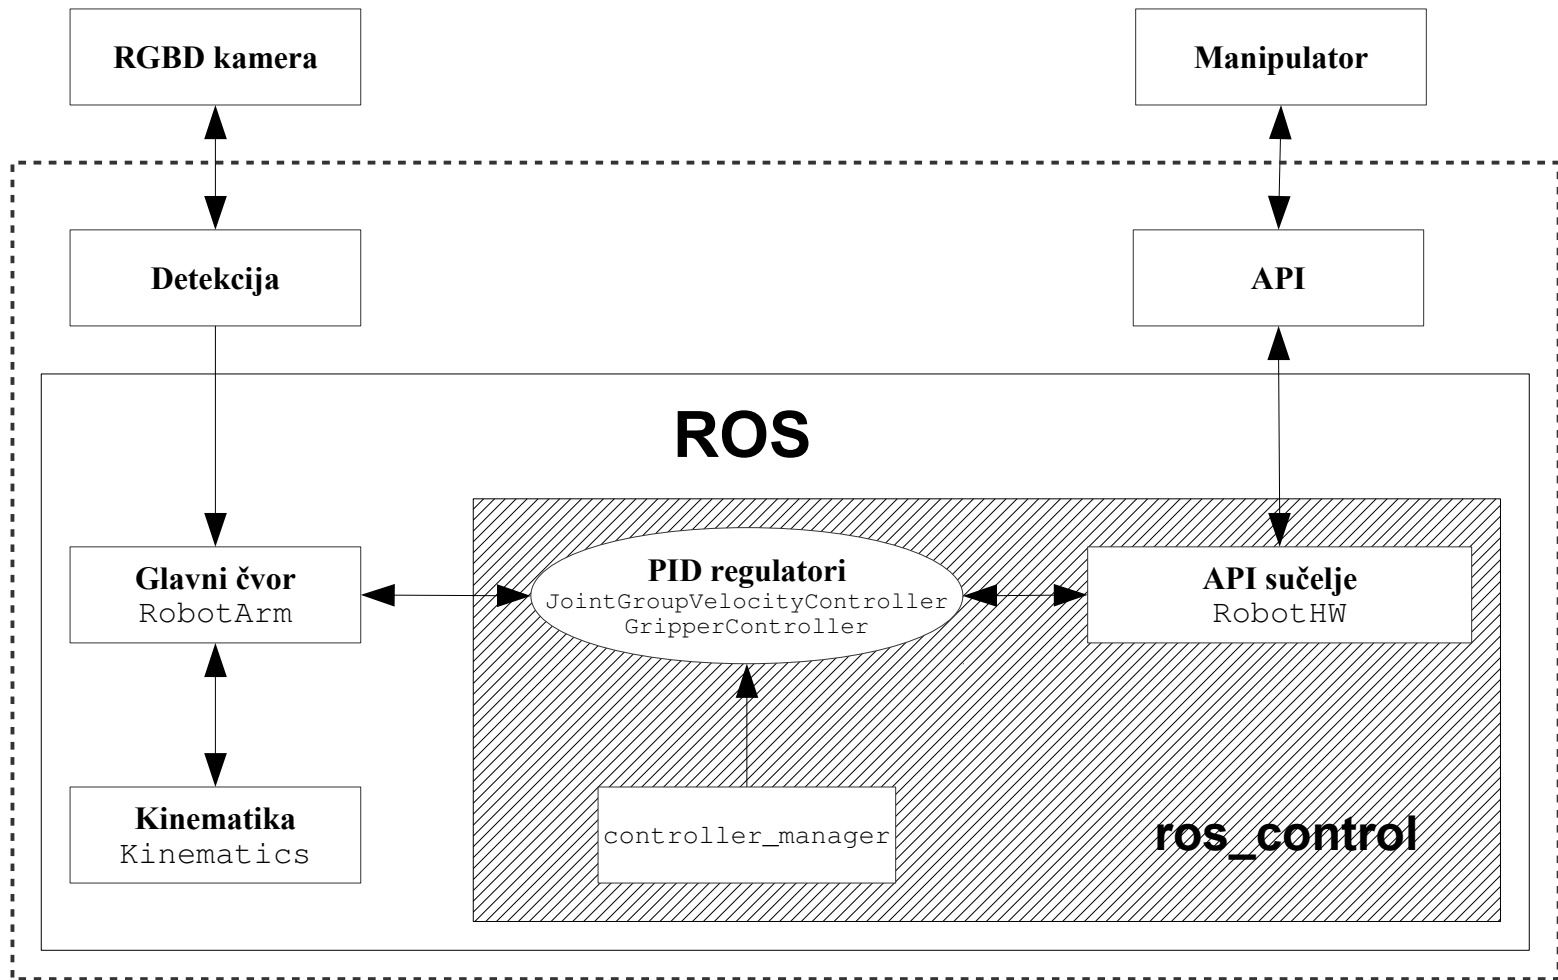 RGBD kamera
Manipulator
Detekcija
API
ROS
Glavni čvor
RobotArm
PID regulatori
JointGroupVelocityController
GripperController
API sučelje
RobotHW
Kinematika
Kinematics
controller_manager
ros_control